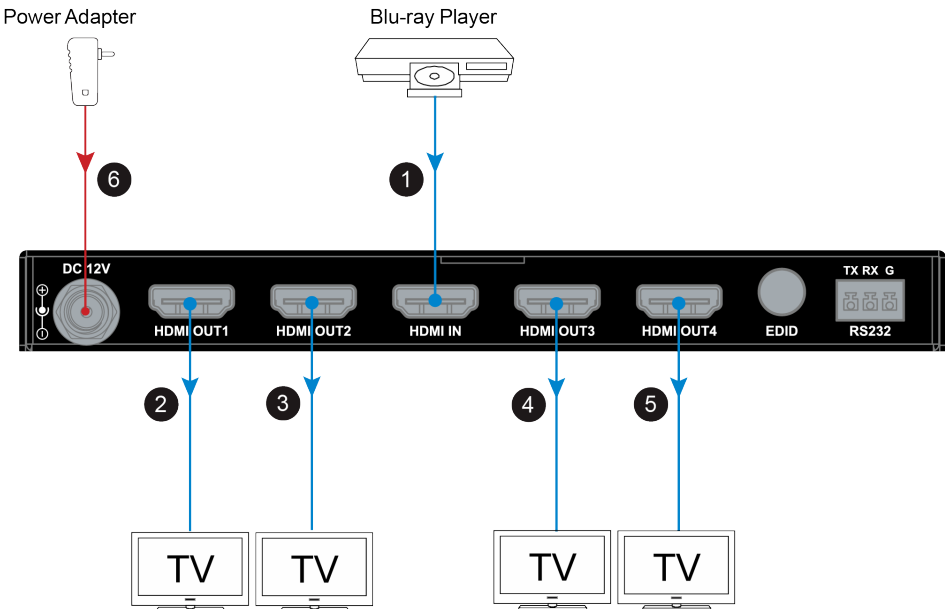 Power Adapter
Blu-ray Player
6
1
DC 12V
TX RX G
HDMI OUT1
HDMI OUT2
HDMI IN
HDMI OUT3
HDMI OUT4
EDID
RS232
2
3
4
5
TV
TV
TV
TV